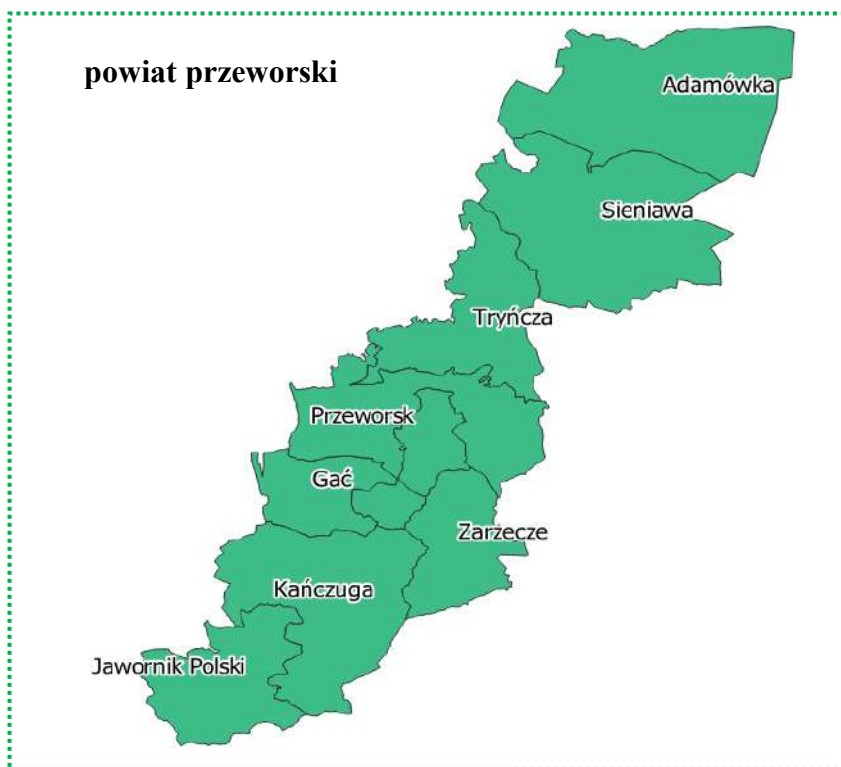 powiat przeworski
Adamówka
Sieniawa
Tryńcza
Przeworsk
Gać
Zarzecze
Kańczuga
Jawornik Polski